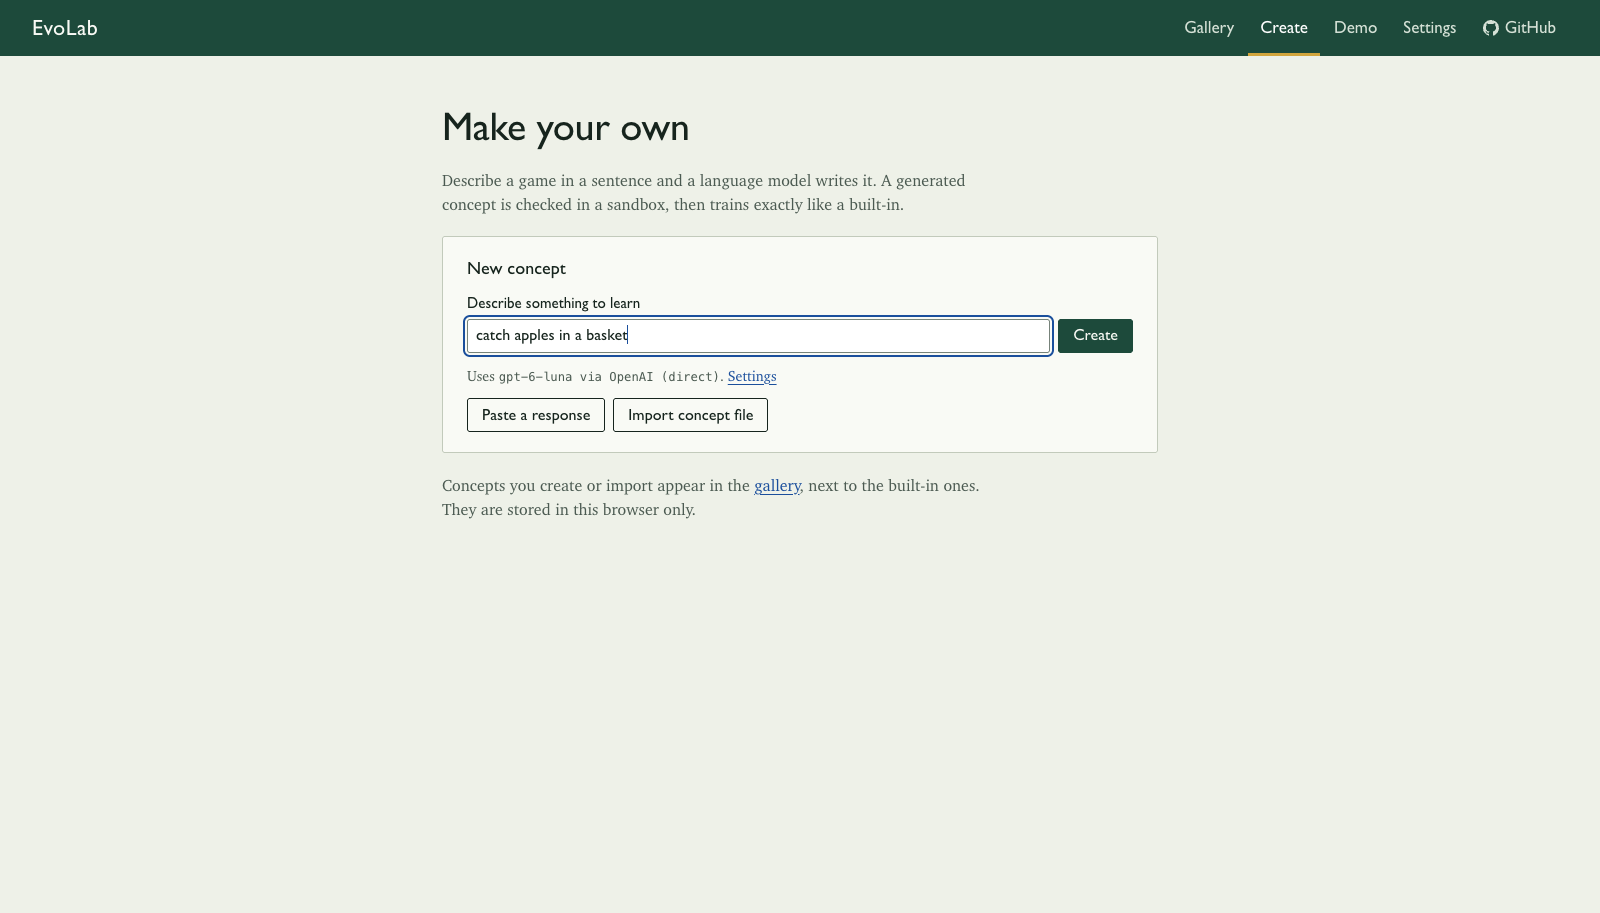 EvoLab
Gallery
Create
Demo
Settings
GitHub
Make your own
Describe a game in a sentence and a language model writes it. A generated
concept is checked in a sandbox, then trains exactly like a built-in.
New concept
Describe something to learn
catch apples in a basket
Create
Uses gpt-6-luna via OpenAI (direct). Settings
Paste a response
Import concept file
Concepts you create or import appear in the gallery, next to the built-in ones.
They are stored in this browser only.